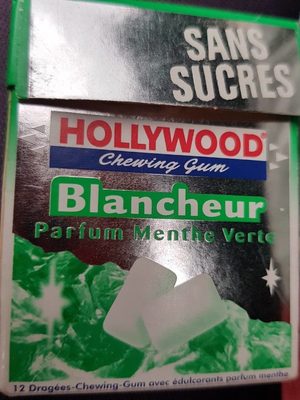 SANS
SUCRES
HOLLYWOOD®
Chewing Gum
Blancheur
Parfum Menthe Verte
12 Dragées-Chewing-Gum avec édulcorants parfum menthe